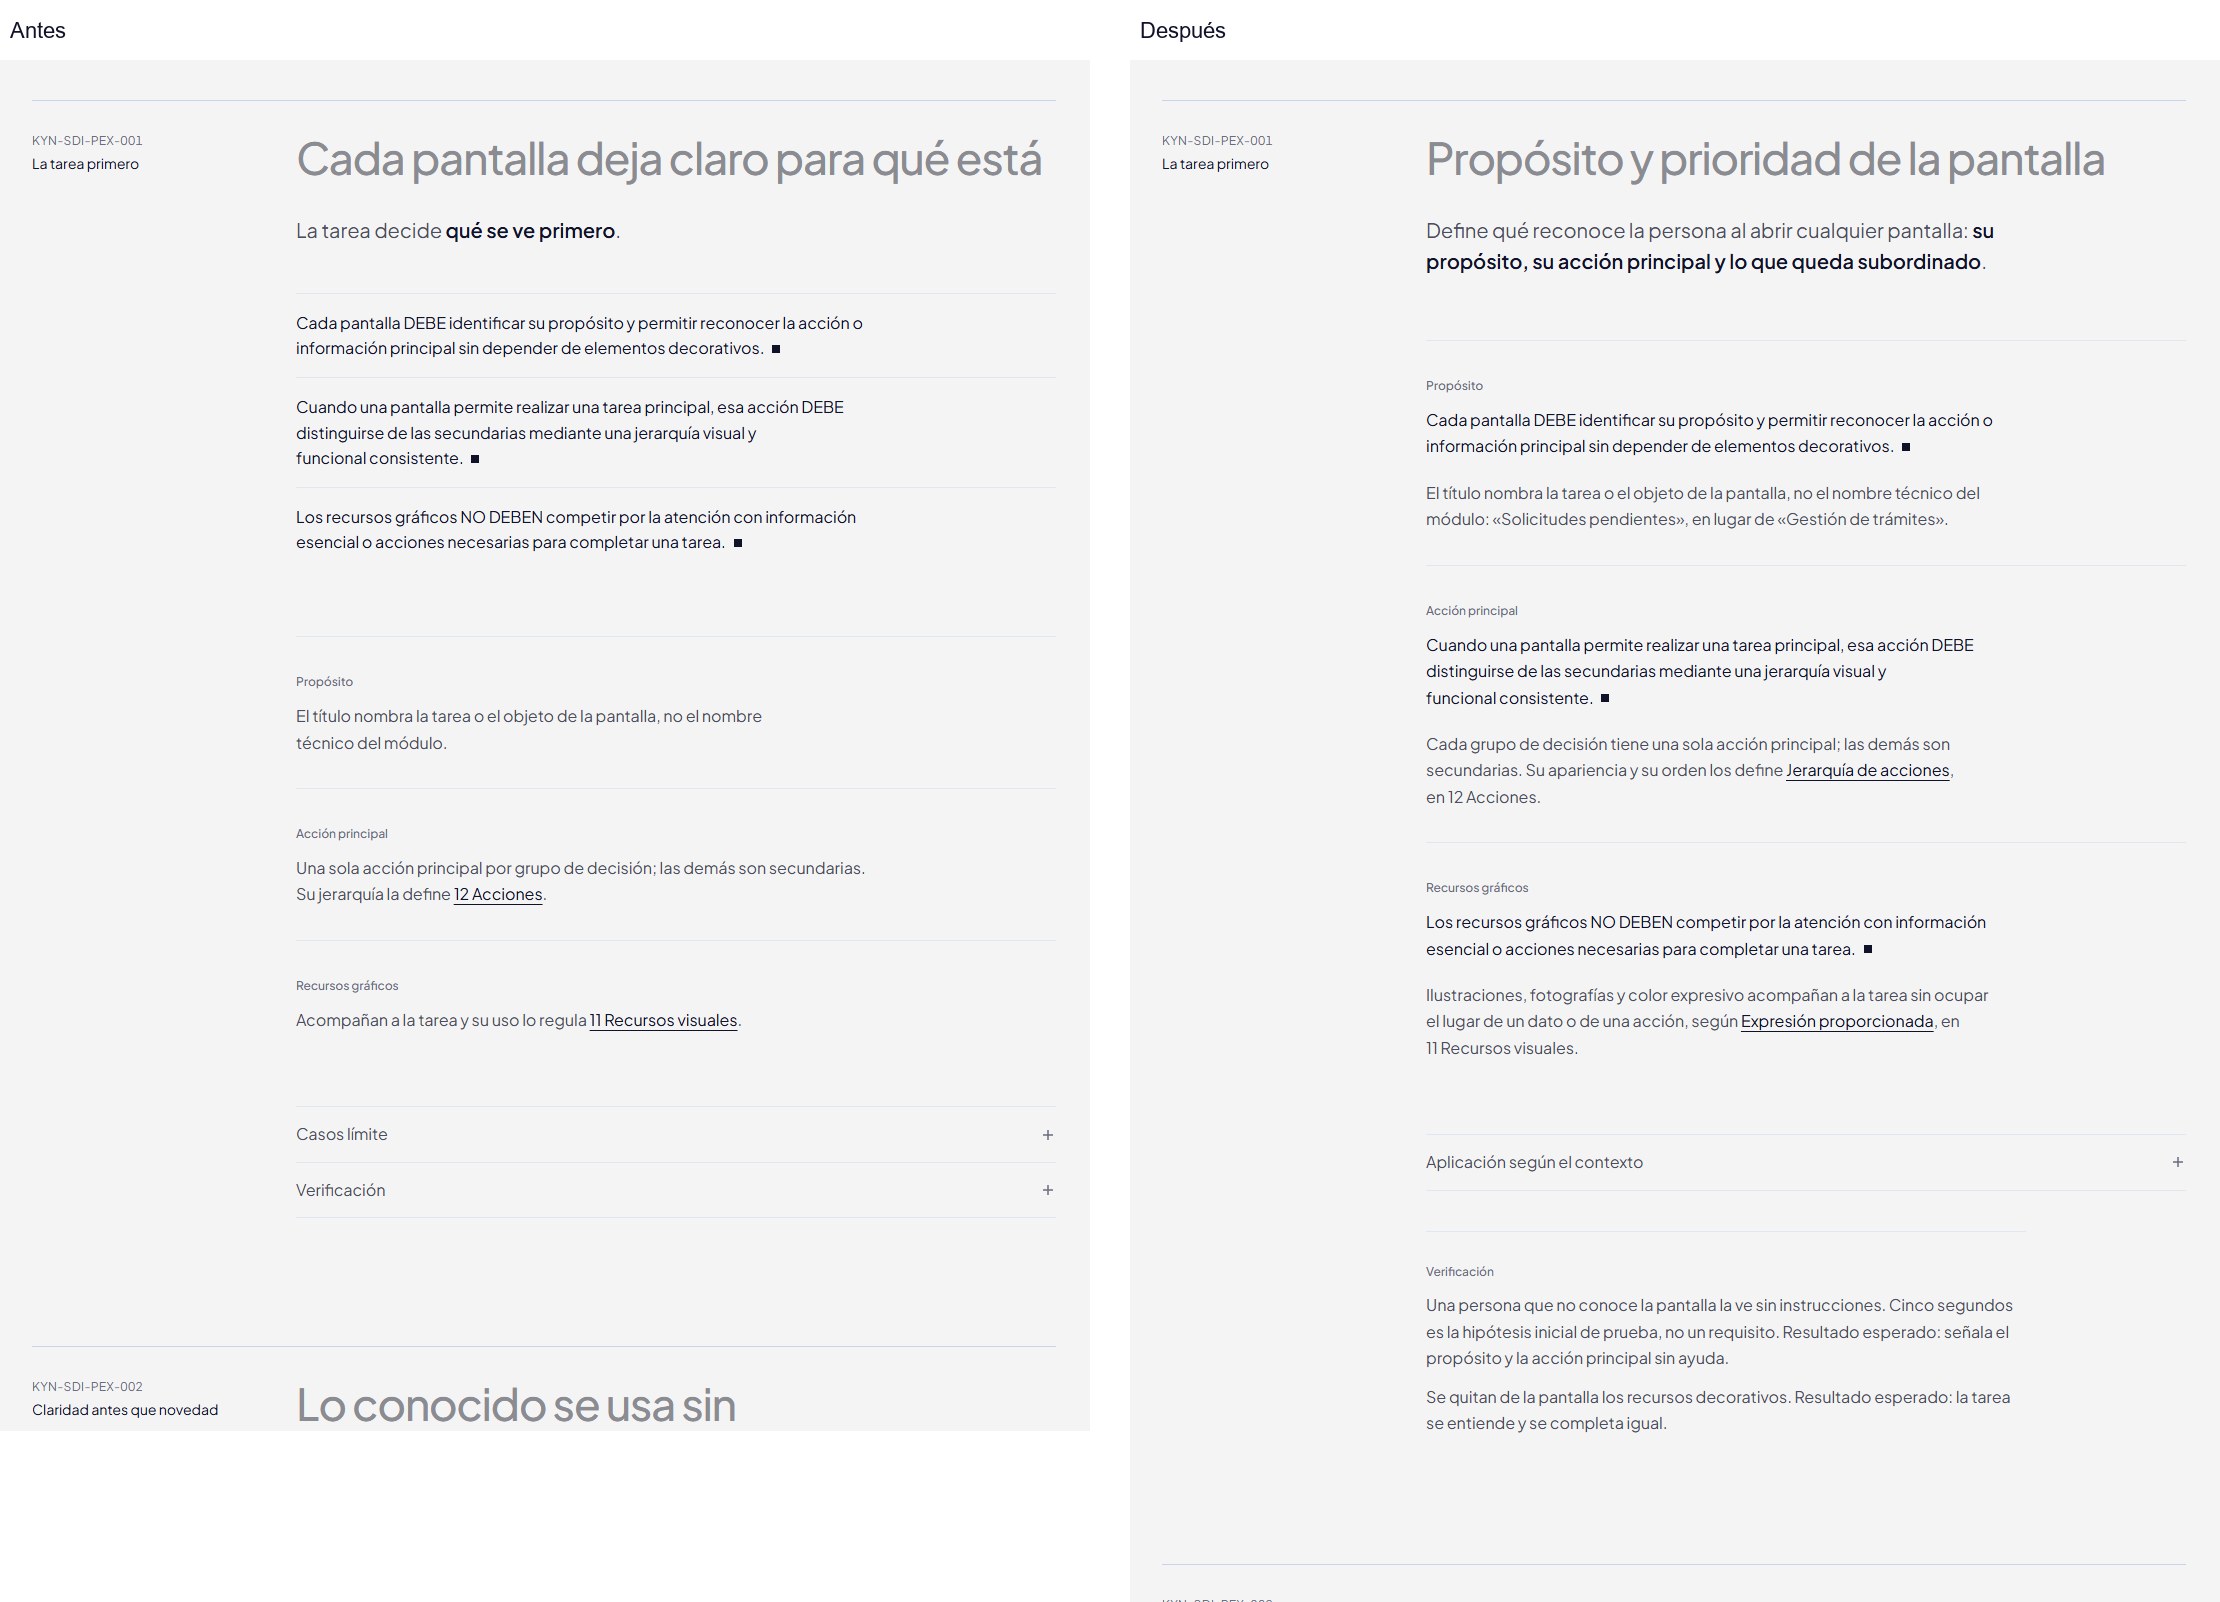 Antes
KYN-SDI-PEX-001
La tarea primero
Cada pantalla deja claro para qué está
La tarea decide qué se ve primero.
Cada pantalla DEBE identificar su propósito y permitir reconocer la acción o
información principal sin depender de elementos decorativos. ■
Cuando una pantalla permite realizar una tarea principal, esa acción DEBE
distinguirse de las secundarias mediante una jerarquía visual y
funcional consistente. ■
Los recursos gráficos NO DEBEN competir por la atención con información
esencial o acciones necesarias para completar una tarea. ■
Propósito
El título nombra la tarea o el objeto de la pantalla, no el nombre
técnico del módulo.
Acción principal
Una sola acción principal por grupo de decisión; las demás son secundarias.
Su jerarquía la define 12 Acciones.
Recursos gráficos
Acompañan a la tarea y su uso lo regula 11 Recursos visuales.
Casos límite +
Verificación +
KYN-SDI-PEX-002
Claridad antes que novedad
Lo conocido se usa sin
Después
KYN-SDI-PEX-001
La tarea primero
Propósito y prioridad de la pantalla
Define qué reconoce la persona al abrir cualquier pantalla: su
propósito, su acción principal y lo que queda subordinado.
Propósito
Cada pantalla DEBE identificar su propósito y permitir reconocer la acción o
información principal sin depender de elementos decorativos. ■
El título nombra la tarea o el objeto de la pantalla, no el nombre técnico del
módulo: «Solicitudes pendientes», en lugar de «Gestión de trámites».
Acción principal
Cuando una pantalla permite realizar una tarea principal, esa acción DEBE
distinguirse de las secundarias mediante una jerarquía visual y
funcional consistente. ■
Cada grupo de decisión tiene una sola acción principal; las demás son
secundarias. Su apariencia y su orden los define Jerarquía de acciones,
en 12 Acciones.
Recursos gráficos
Los recursos gráficos NO DEBEN competir por la atención con información
esencial o acciones necesarias para completar una tarea. ■
Ilustraciones, fotografías y color expresivo acompañan a la tarea sin ocupar
el lugar de un dato o de una acción, según Expresión proporcionada, en
11 Recursos visuales.
Aplicación según el contexto +
Verificación
Una persona que no conoce la pantalla la ve sin instrucciones. Cinco segundos
es la hipótesis inicial de prueba, no un requisito. Resultado esperado: señala el
propósito y la acción principal sin ayuda.
Se quitan de la pantalla los recursos decorativos. Resultado esperado: la tarea
se entiende y se completa igual.